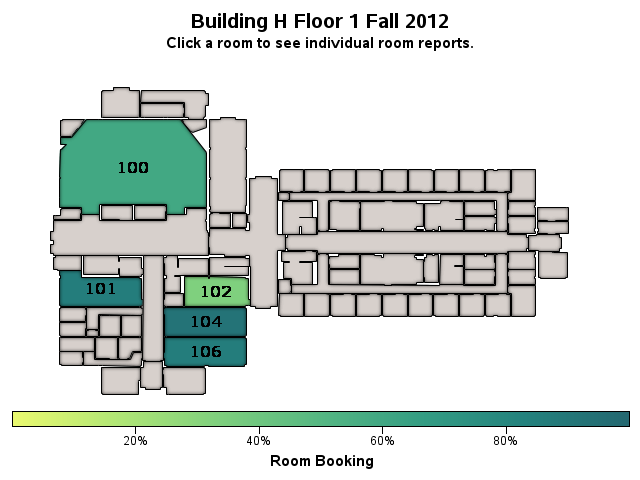 Building H Floor 1 Fall 2012
Click a room to see individual room reports.
100
101
102
104
106
20% 40% 60% 80%
Room Booking